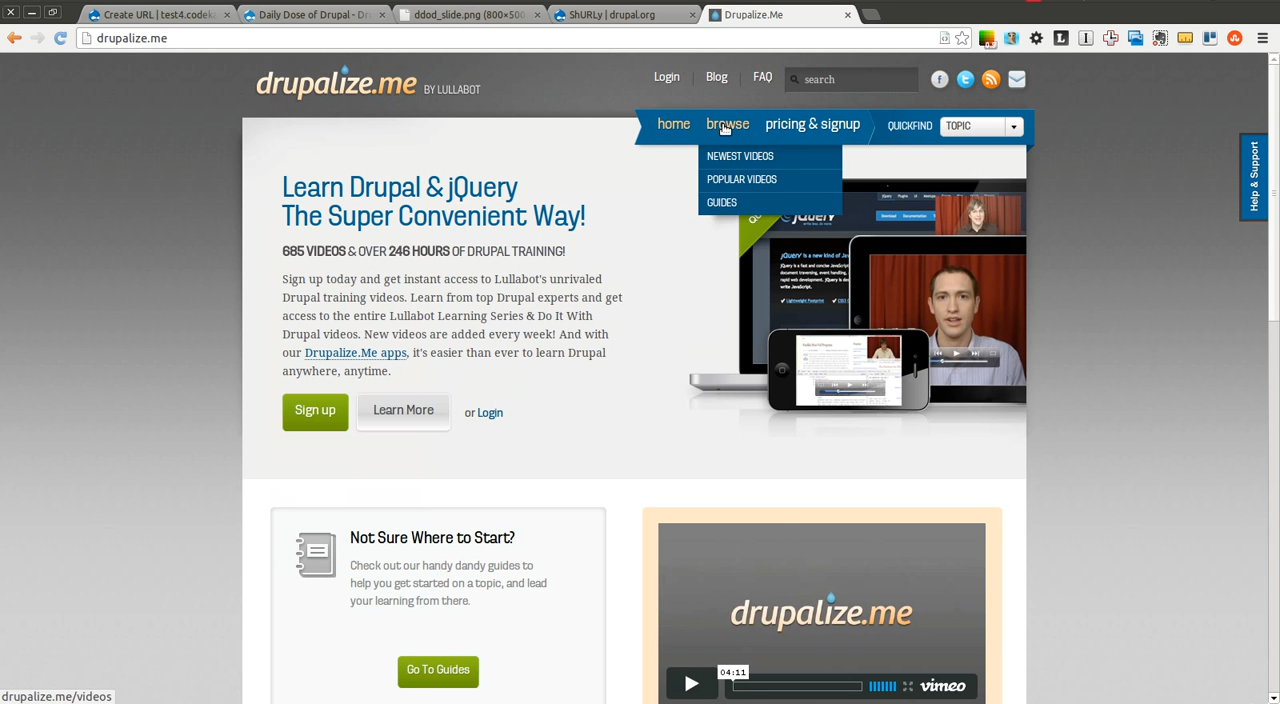 Create URL | test4.codeka
Daily Dose of Drupal - Dr
ddod_slide.png (800×500
ShURLy | drupal.org
Drupalize.Me
drupalize.me
drupalize.me BY LULLABOT
Login
Blog
FAQ
search
home
browse
pricing & signup
QUICKFIND
TOPIC
NEWEST VIDEOS
POPULAR VIDEOS
GUIDES
Help & Support
Learn Drupal & jQuery
The Super Convenient Way!
685 VIDEOS & OVER 246 HOURS OF DRUPAL TRAINING!
Sign up today and get instant access to Lullabot's unrivaled
Drupal training videos. Learn from top Drupal experts and get
access to the entire Lullabot Learning Series & Do It With
Drupal videos. New videos are added every week! And with
our Drupalize.Me apps, it's easier than ever to learn Drupal
anywhere, anytime.
Sign up
Learn More
or Login
jQuery
Not Sure Where to Start?
Check out our handy dandy guides to
help you get started on a topic, and lead
your learning from there.
Go To Guides
drupalize.me
04:11
vimeo
drupalize.me/videos